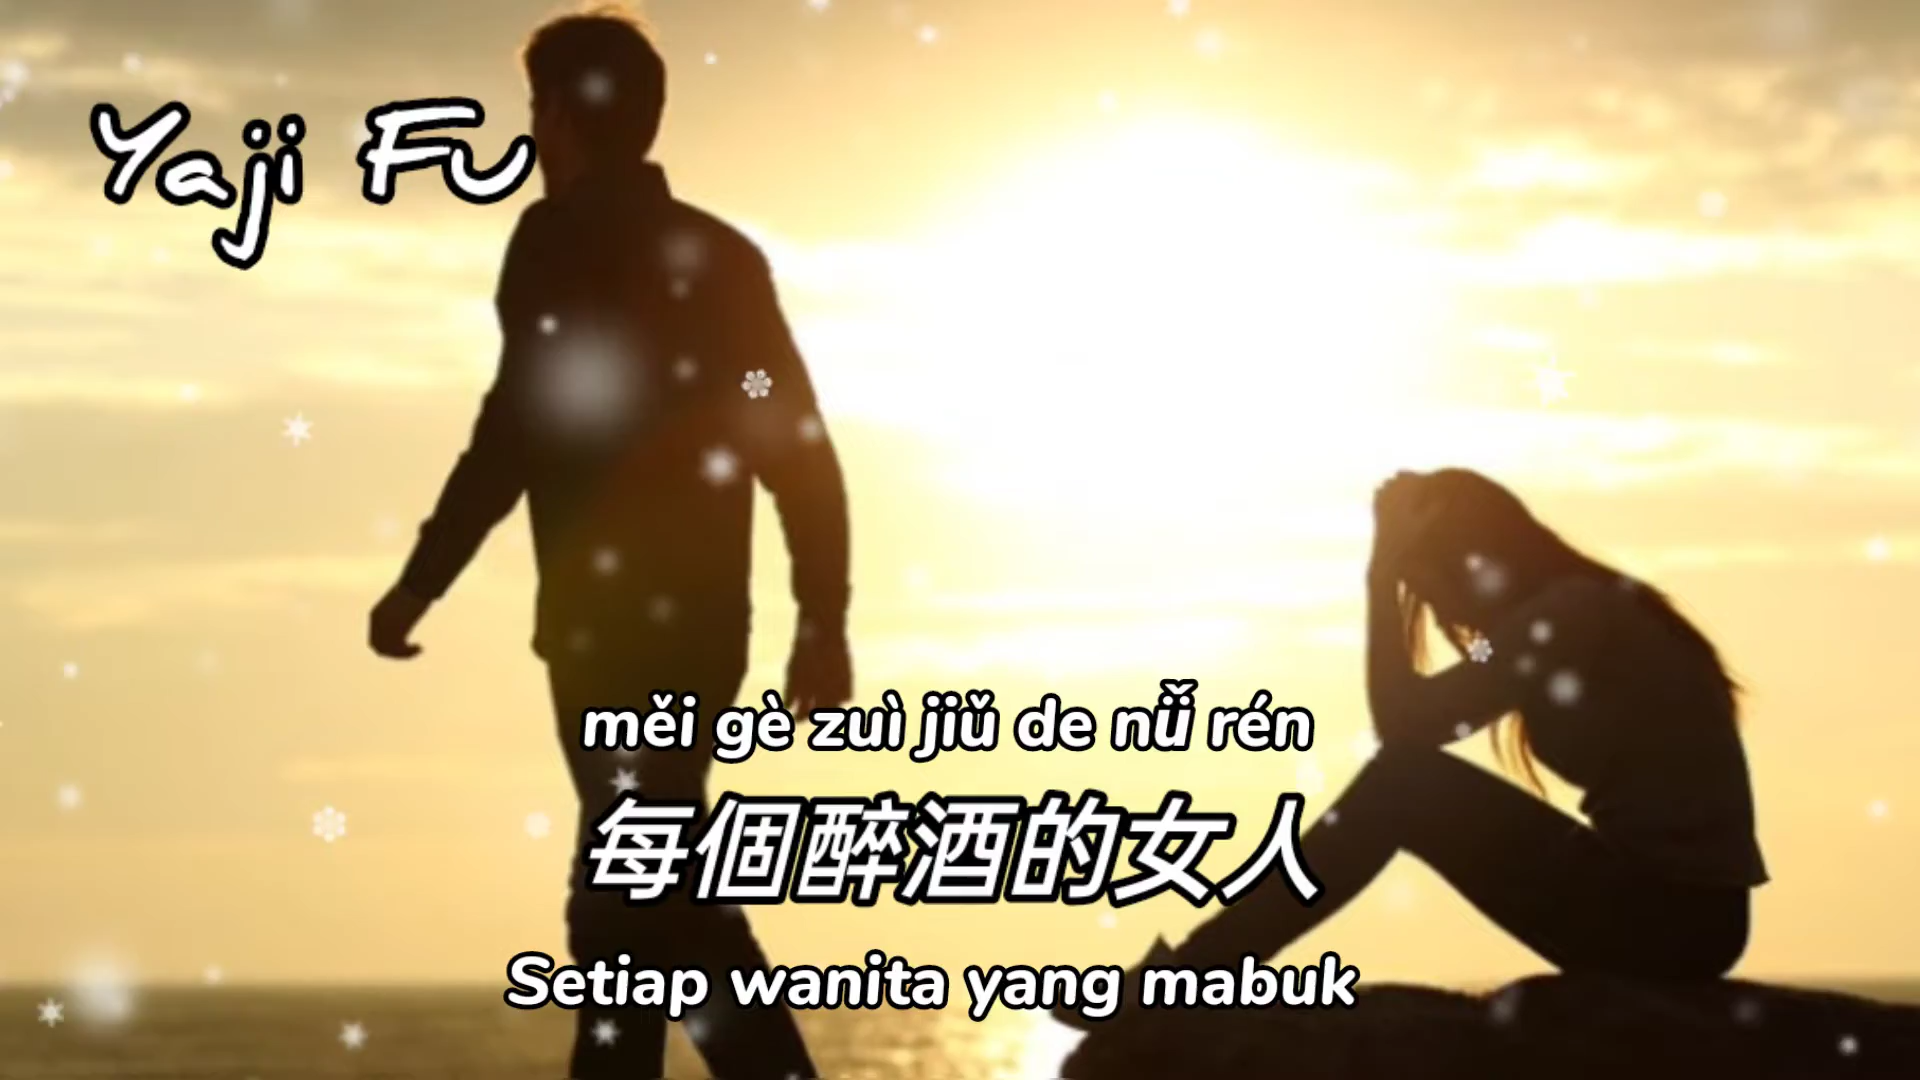 Yaji Fu
měi gè zuì jiǔ de nǚ rén
每個醉酒的女人
Setiap wanita yang mabuk